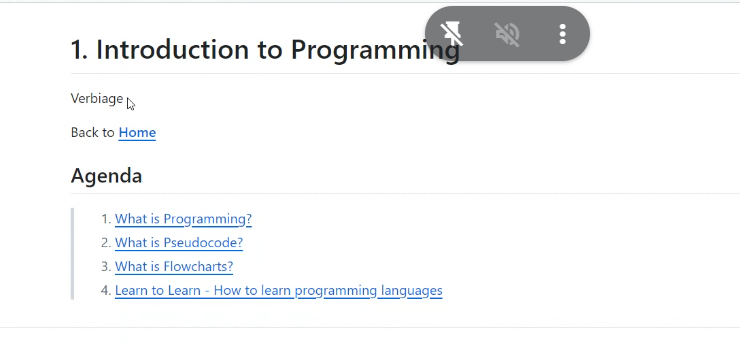 1. Introduction to Programming
Verbiage
Back to Home
Agenda
1. What is Programming?
2. What is Pseudocode?
3. What is Flowcharts?
4. Learn to Learn - How to learn programming languages